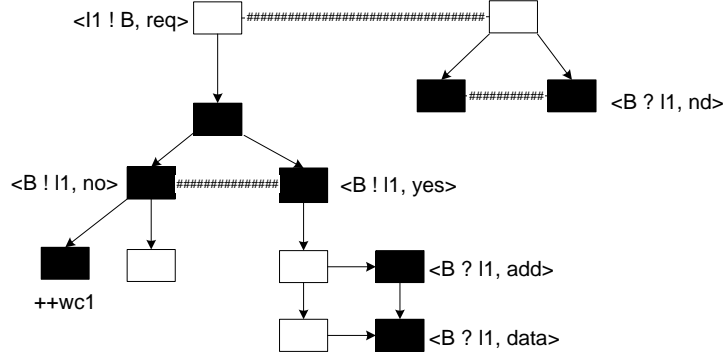 <I1 ! B, req>
<B ? I1, nd>
<B ! I1, no>
<B ! I1, yes>
<B ? I1, add>
++wc1
<B ? I1, data>